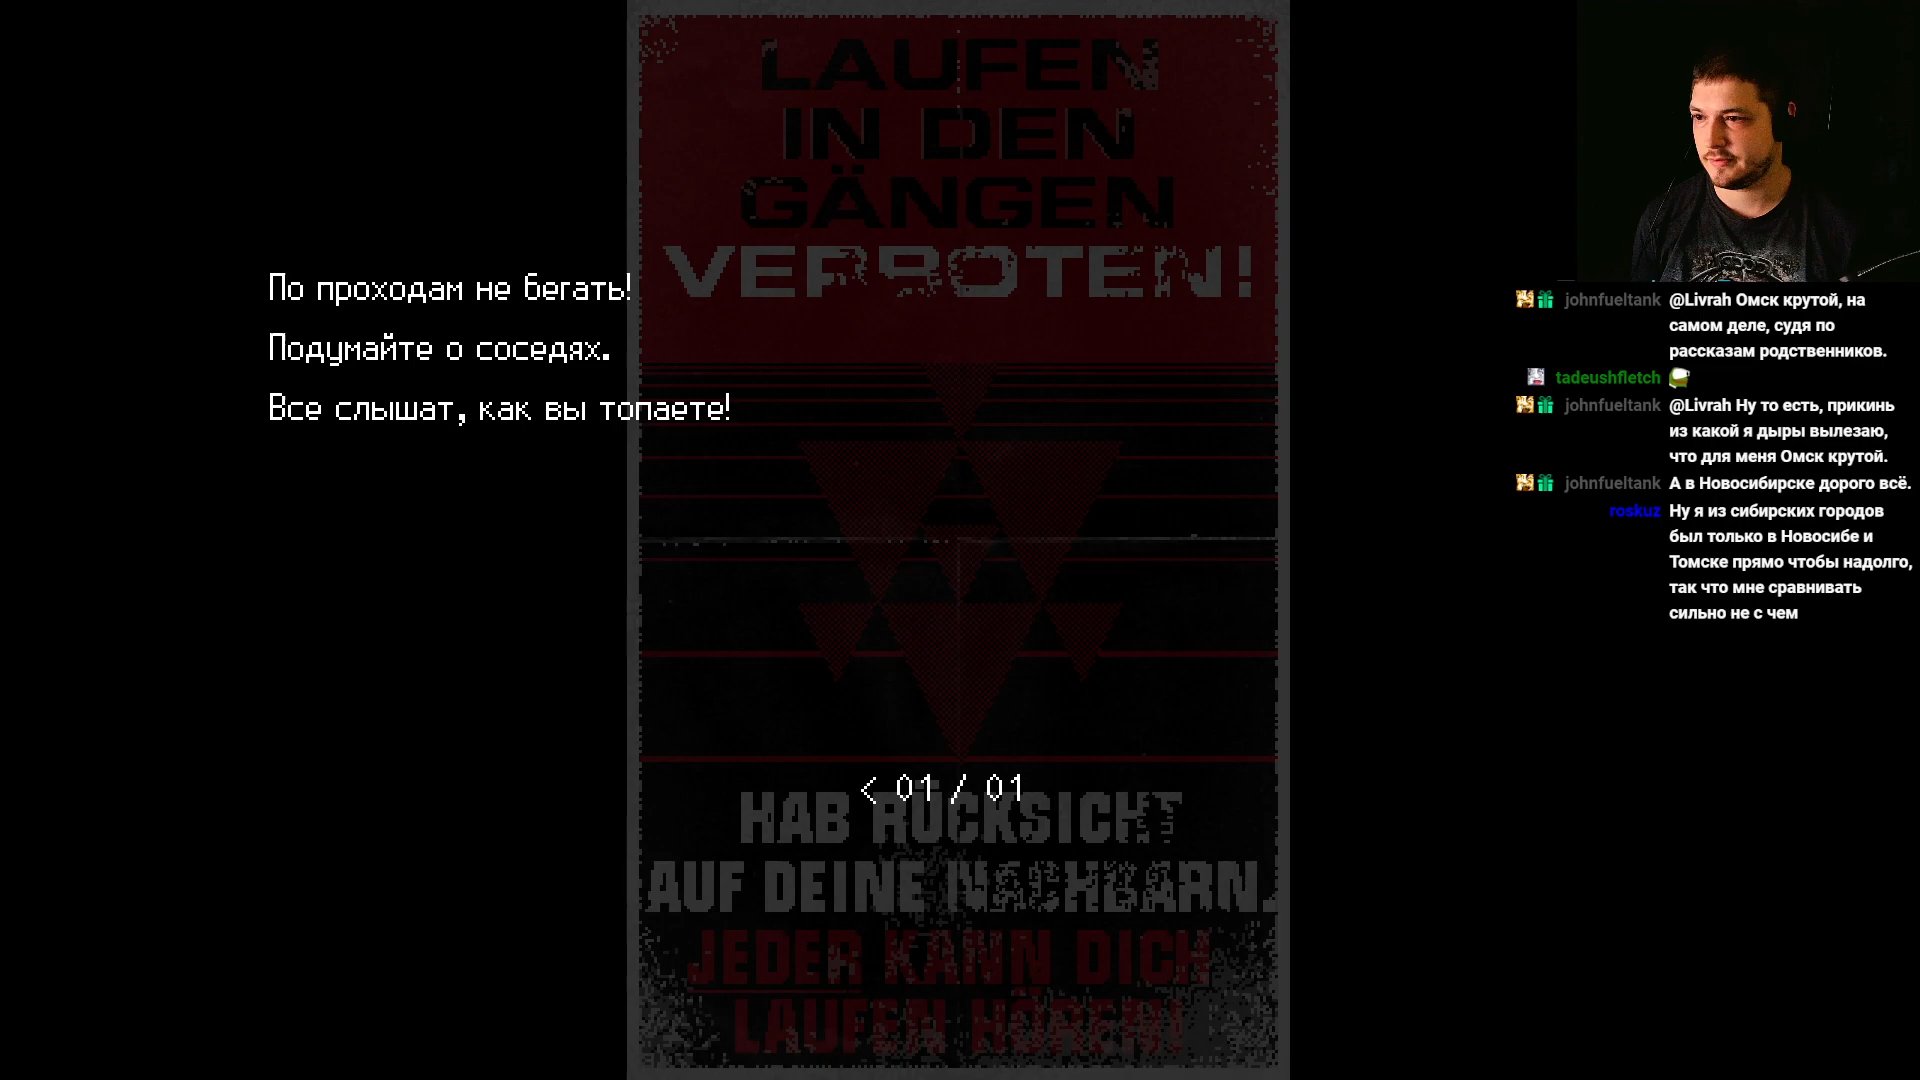 LAUFEN
IN DEN
GÄNGEN
VERBOTEN!
По проходам не бегать!
Подумайте о соседях.
Все слышат, как вы топаете!
< 01 / 01
HAB RÜCKSICHT
AUF DEINE NACHBARN.
JEDER KANN DICH
LAUFEN HÖREN!
johnfueltank @Livrah Омск крутой, на
самом деле, судя по
рассказам родственников.
tadeushfletch
johnfueltank @Livrah Ну то есть, прикинь
из какой я дыры вылезаю,
что для меня Омск крутой.
johnfueltank А в Новосибирске дорого всё.
roskuz Ну я из сибирских городов
был только в Новосибе и
Томске прямо чтобы надолго,
так что мне сравнивать
сильно не с чем